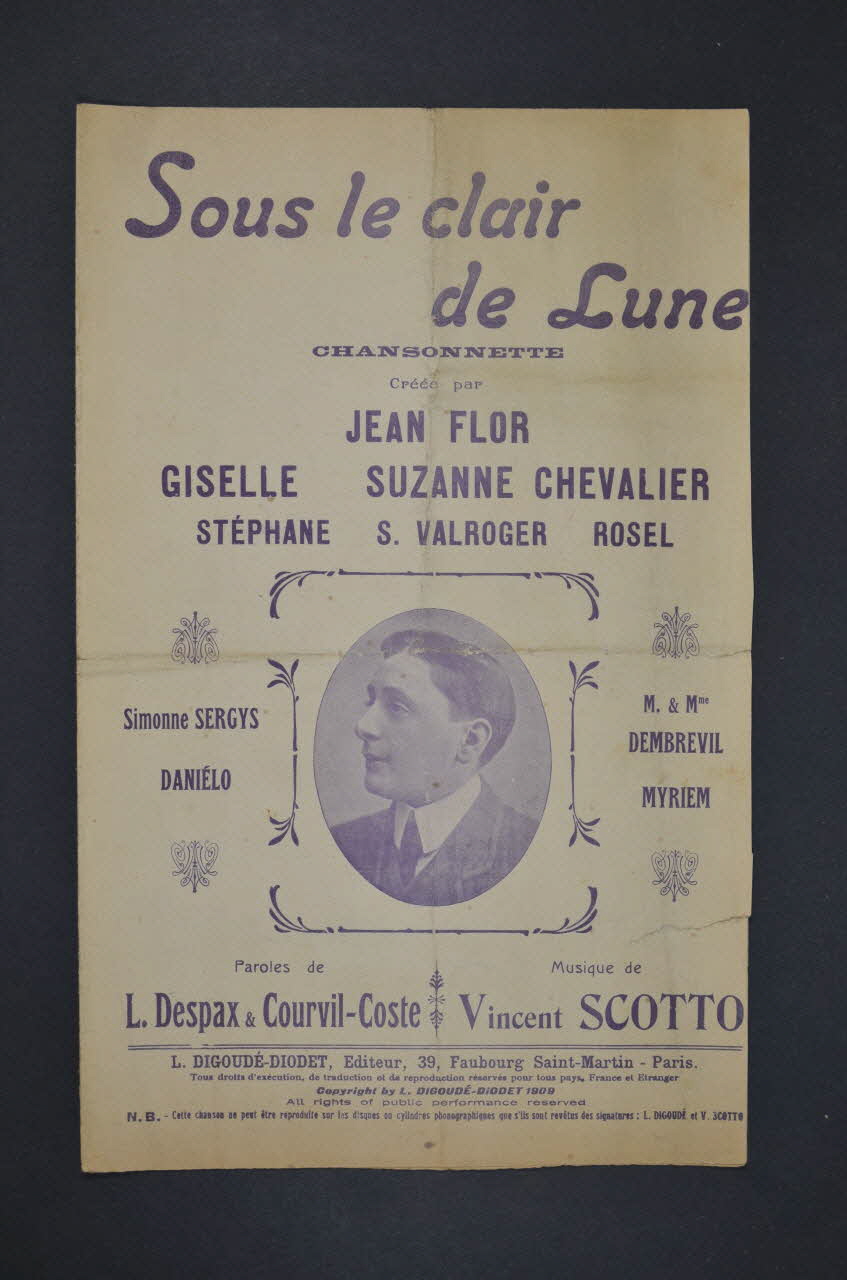 Sous le clair
de Lune
CHANSONNETTE
Créée par
JEAN FLOR
GISELLE SUZANNE CHEVALIER
STÉPHANE S. VALROGER ROSEL
Simonne SERGYS
DANIÉLO
M. & Mme
DEMBREVIL
MYRIEM
Paroles de
L. Despax & Courvil-Coste
Musique de
Vincent SCOTTO
L. DIGOUDÉ-DIODET, Editeur, 39, Faubourg Saint-Martin - Paris.
Tous droits d'exécution, de traduction et de reproduction réservés pour tous pays, France et Etranger
Copyright by L. DIGOUDÉ-DIODET 1909
All rights of public performance reserved
N.B. - Cette chanson ne peut être reproduite sur les disques ou cylindres phonographiques que s'ils sont revêtus des signatures : L. DIGOUDÉ et V. SCOTTO